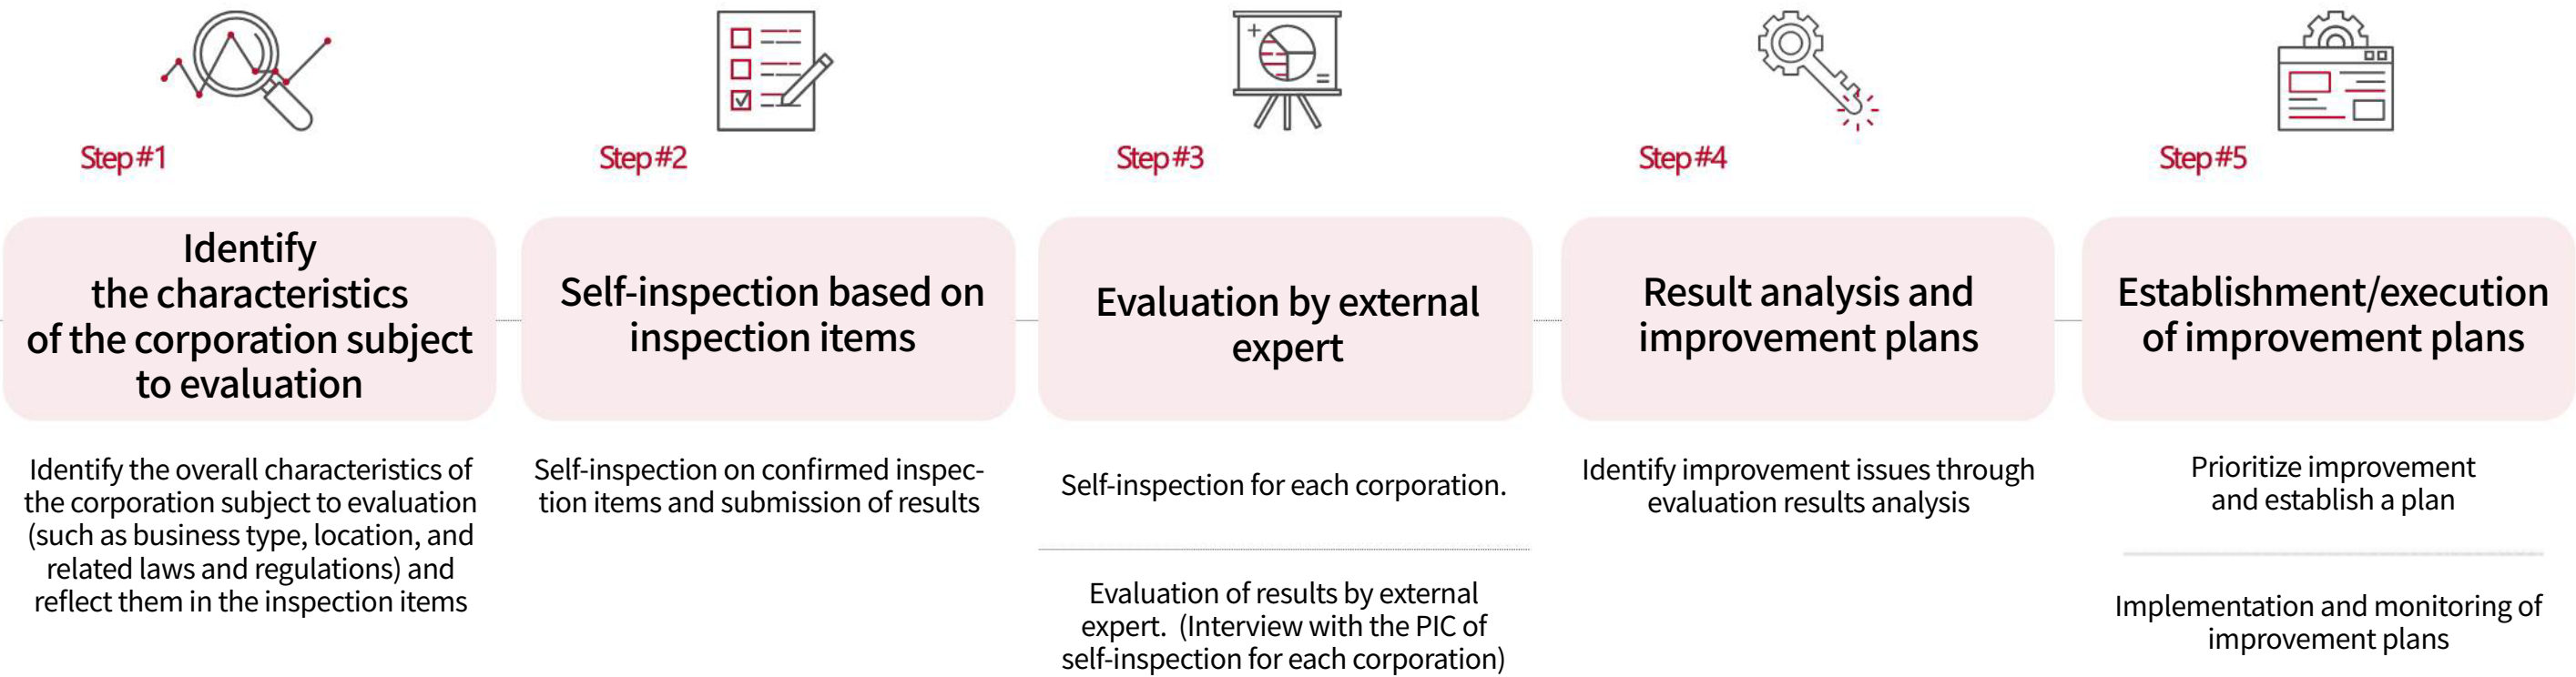 Step #1
Identify
the characteristics
of the corporation subject
to evaluation
Identify the overall characteristics of
the corporation subject to evaluation
(such as business type, location, and
related laws and regulations) and
reflect them in the inspection items
Step #2
Self-inspection based on
inspection items
Self-inspection on confirmed inspec-
tion items and submission of results
Step #3
Evaluation by external
expert
Self-inspection for each corporation.
Evaluation of results by external
expert. (Interview with the PIC of
self-inspection for each corporation)
Step #4
Result analysis and
improvement plans
Identify improvement issues through
evaluation results analysis
Step #5
Establishment/execution
of improvement plans
Prioritize improvement
and establish a plan
Implementation and monitoring of
improvement plans